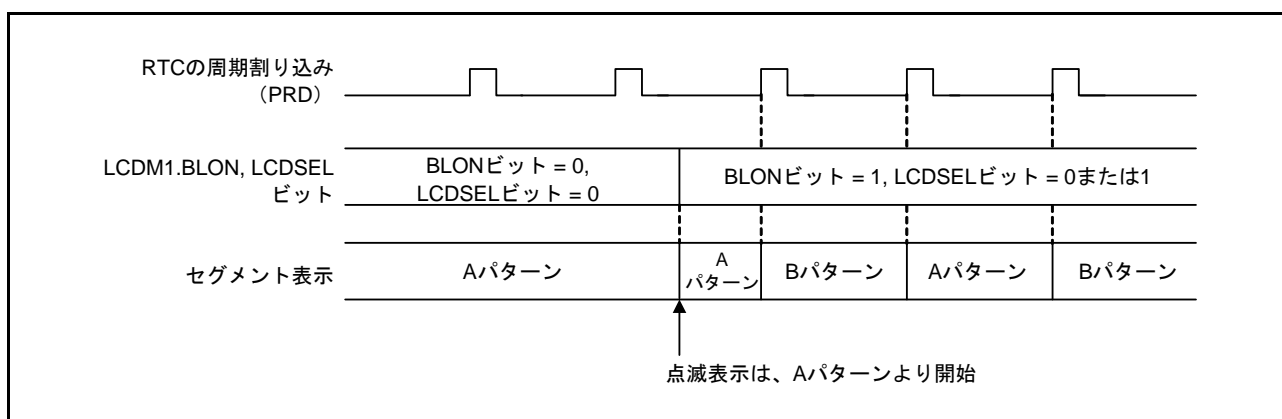 RTCの周期割り込み
(PRD)
LCDM1.BLON, LCDSEL
ビット
BLONビット = 0,
LCDSELビット = 0
BLONビット = 1, LCDSELビット = 0または1
セグメント表示
Aパターン
A
パターン
Bパターン
Aパターン
Bパターン
点滅表示は、Aパターンより開始